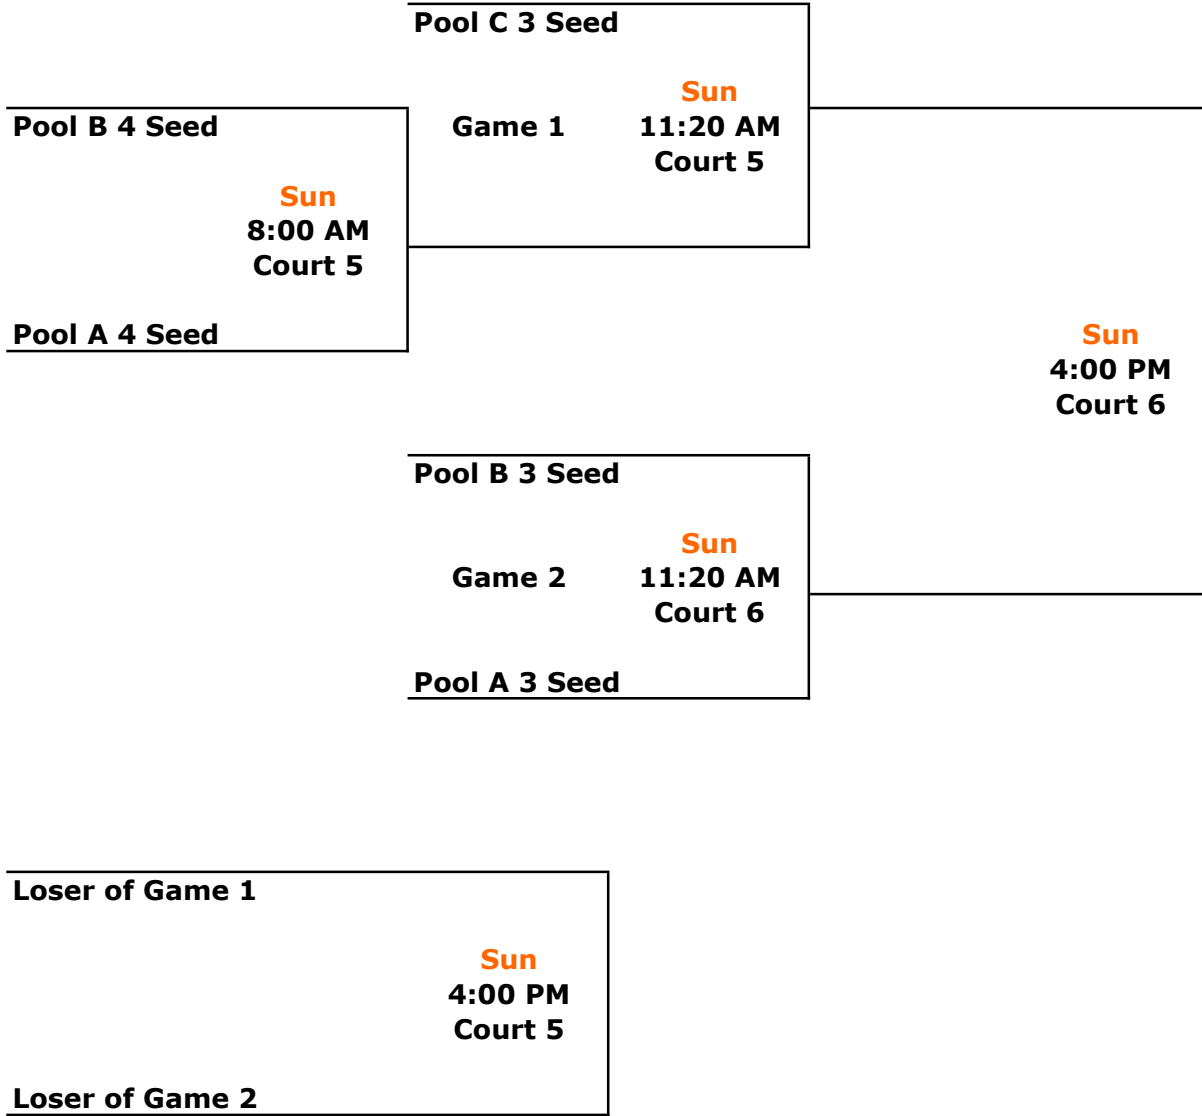 Pool C 3 Seed
Sun
Pool B 4 Seed
Game 1
11:20 AM
Court 5
Sun
8:00 AM
Court 5
Pool A 4 Seed
Sun
4:00 PM
Court 6
Pool B 3 Seed
Sun
Game 2
11:20 AM
Court 6
Pool A 3 Seed
Loser of Game 1
Sun
4:00 PM
Court 5
Loser of Game 2